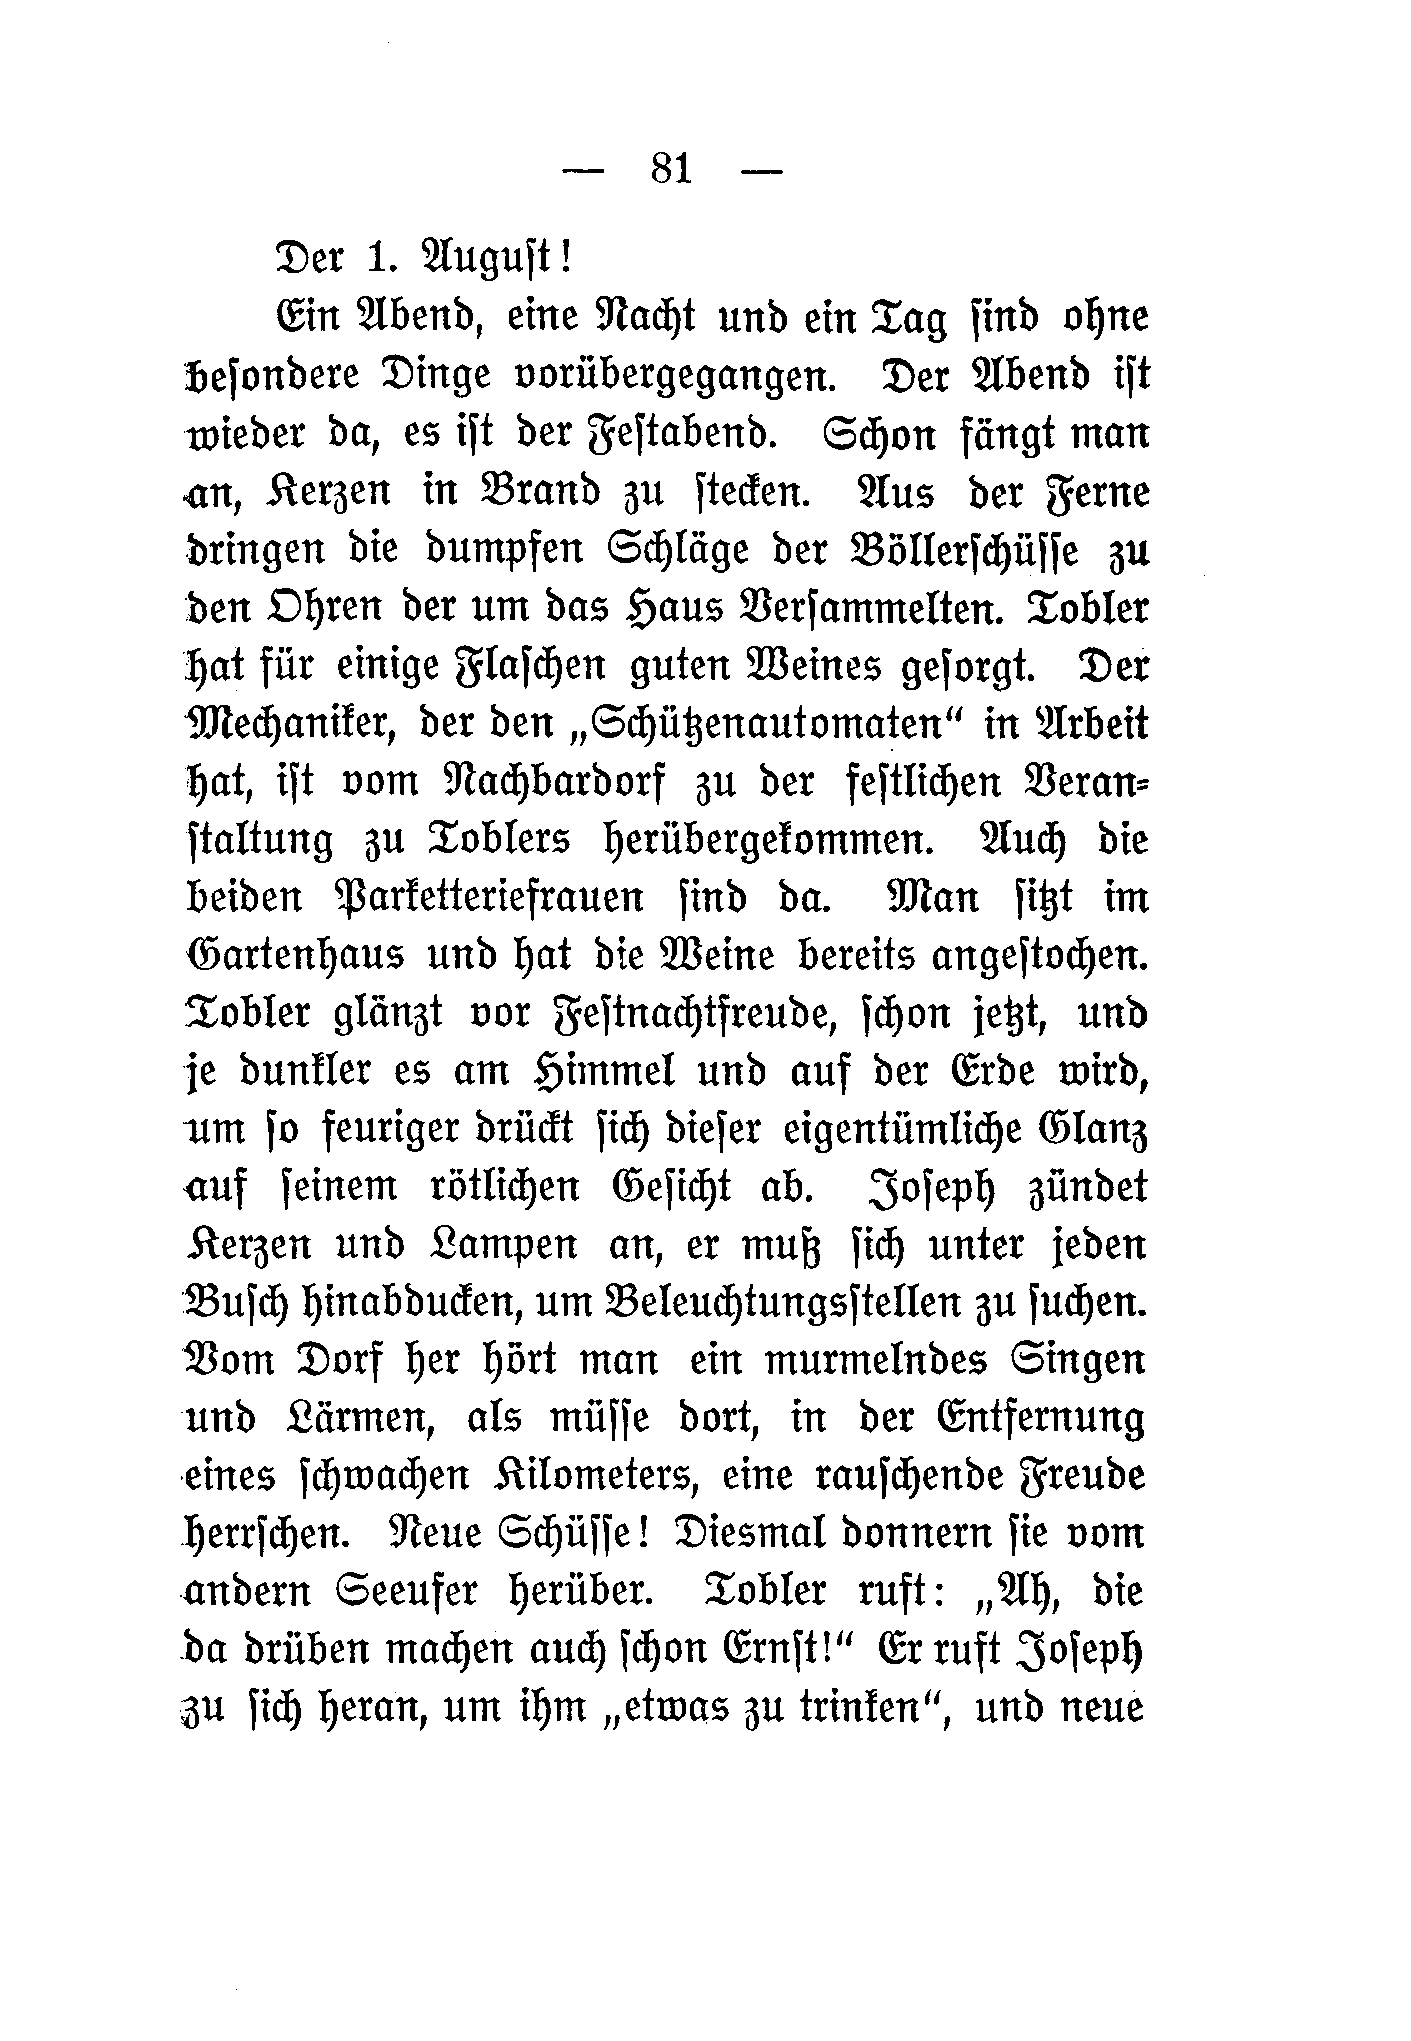 — 81 —
Der 1. August!
Ein Abend, eine Nacht und ein Tag sind ohne
besondere Dinge vorübergegangen. Der Abend ist
wieder da, es ist der Festabend. Schon fängt man
an, Kerzen in Brand zu stecken. Aus der Ferne
dringen die dumpfen Schläge der Böllerschüsse zu
den Ohren der um das Haus Versammelten. Tobler
hat für einige Flaschen guten Weines gesorgt. Der
Mechaniker, der den „Schützenautomaten“ in Arbeit
hat, ist vom Nachbardorf zu der festlichen Veran-
staltung zu Toblers herübergekommen. Auch die
beiden Parketteriefrauen sind da. Man sitzt im
Gartenhaus und hat die Weine bereits angestochen.
Tobler glänzt vor Festnachtfreude, schon jetzt, und
je dunkler es am Himmel und auf der Erde wird,
um so feuriger drückt sich dieser eigentümliche Glanz
auf seinem rötlichen Gesicht ab. Joseph zündet
Kerzen und Lampen an, er muß sich unter jeden
Busch hinabducken, um Beleuchtungsstellen zu suchen.
Vom Dorf her hört man ein murmelndes Singen
und Lärmen, als müsse dort, in der Entfernung
eines schwachen Kilometers, eine rauschende Freude
herrschen. Neue Schüsse! Diesmal donnern sie vom
andern Seeufer herüber. Tobler ruft: „Ah, die
da drüben machen auch schon Ernst!“ Er ruft Joseph
zu sich heran, um ihm „etwas zu trinken“, und neue